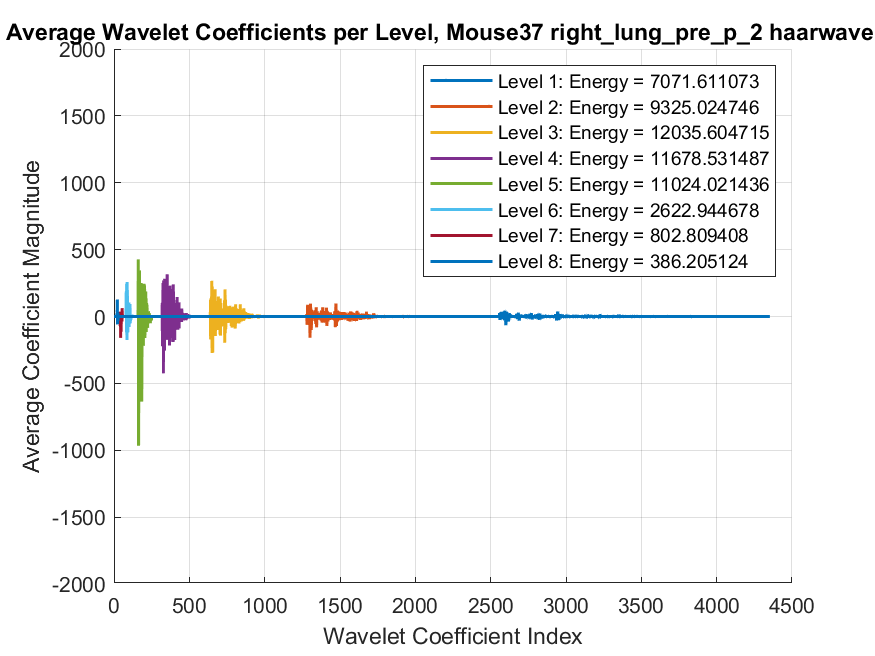 Average Wavelet Coefficients per Level, Mouse37 right_lung_pre_p_2 haarwave
2000
1500
1000
500
0
-500
-1000
-1500
-2000
Average Coefficient Magnitude
Level 1: Energy = 7071.611073
Level 2: Energy = 9325.024746
Level 3: Energy = 12035.604715
Level 4: Energy = 11678.531487
Level 5: Energy = 11024.021436
Level 6: Energy = 2622.944678
Level 7: Energy = 802.809408
Level 8: Energy = 386.205124
0 500 1000 1500 2000 2500 3000 3500 4000 4500
Wavelet Coefficient Index